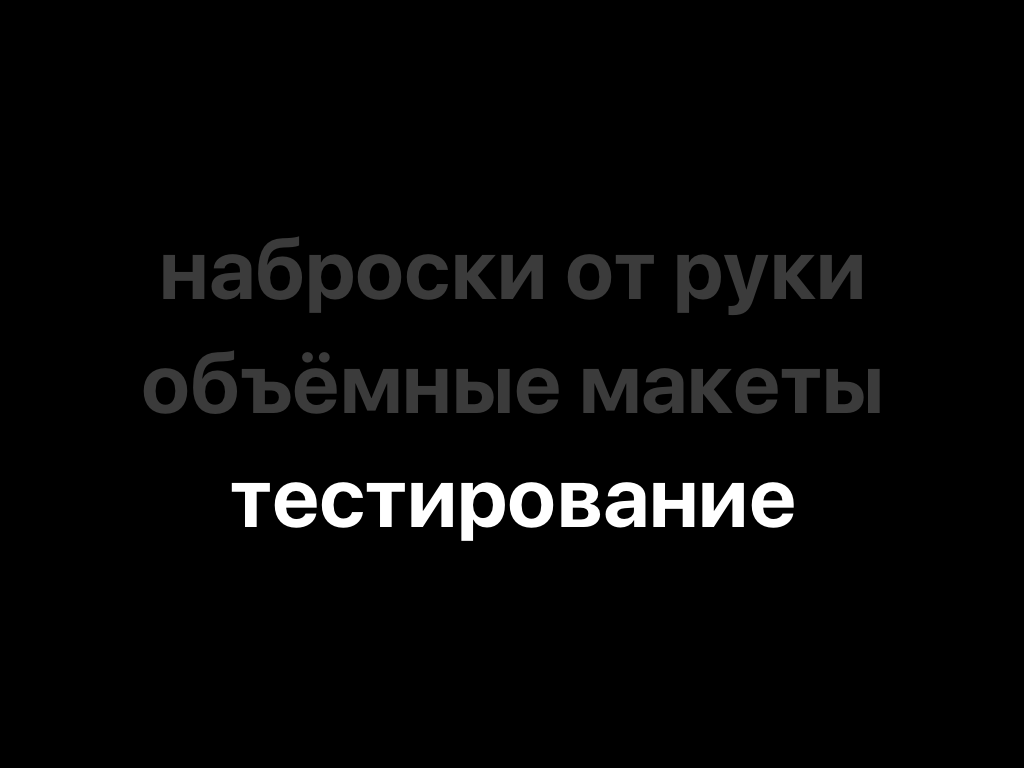 наброски от руки
объёмные макеты
тестирование